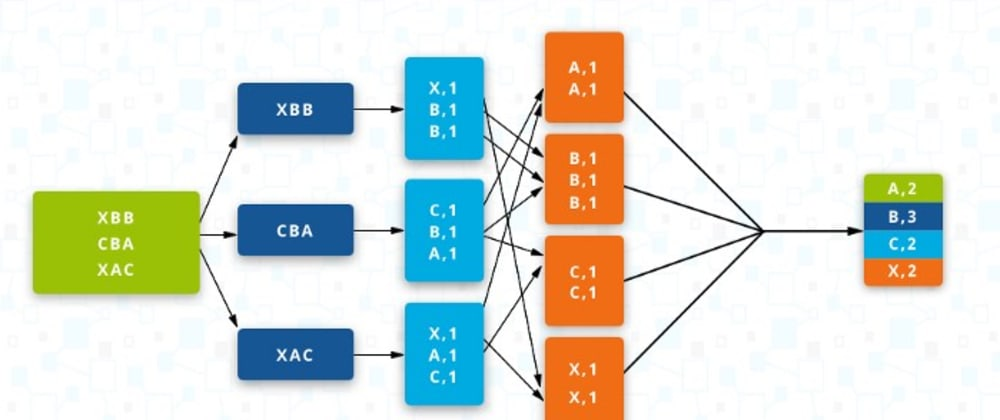 XBB
CBA
XAC
XBB
CBA
XAC
X,1
B,1
B,1
C,1
B,1
A,1
X,1
A,1
C,1
A,1
A,1
B,1
B,1
B,1
C,1
C,1
X,1
X,1
A,2
B,3
C,2
X,2